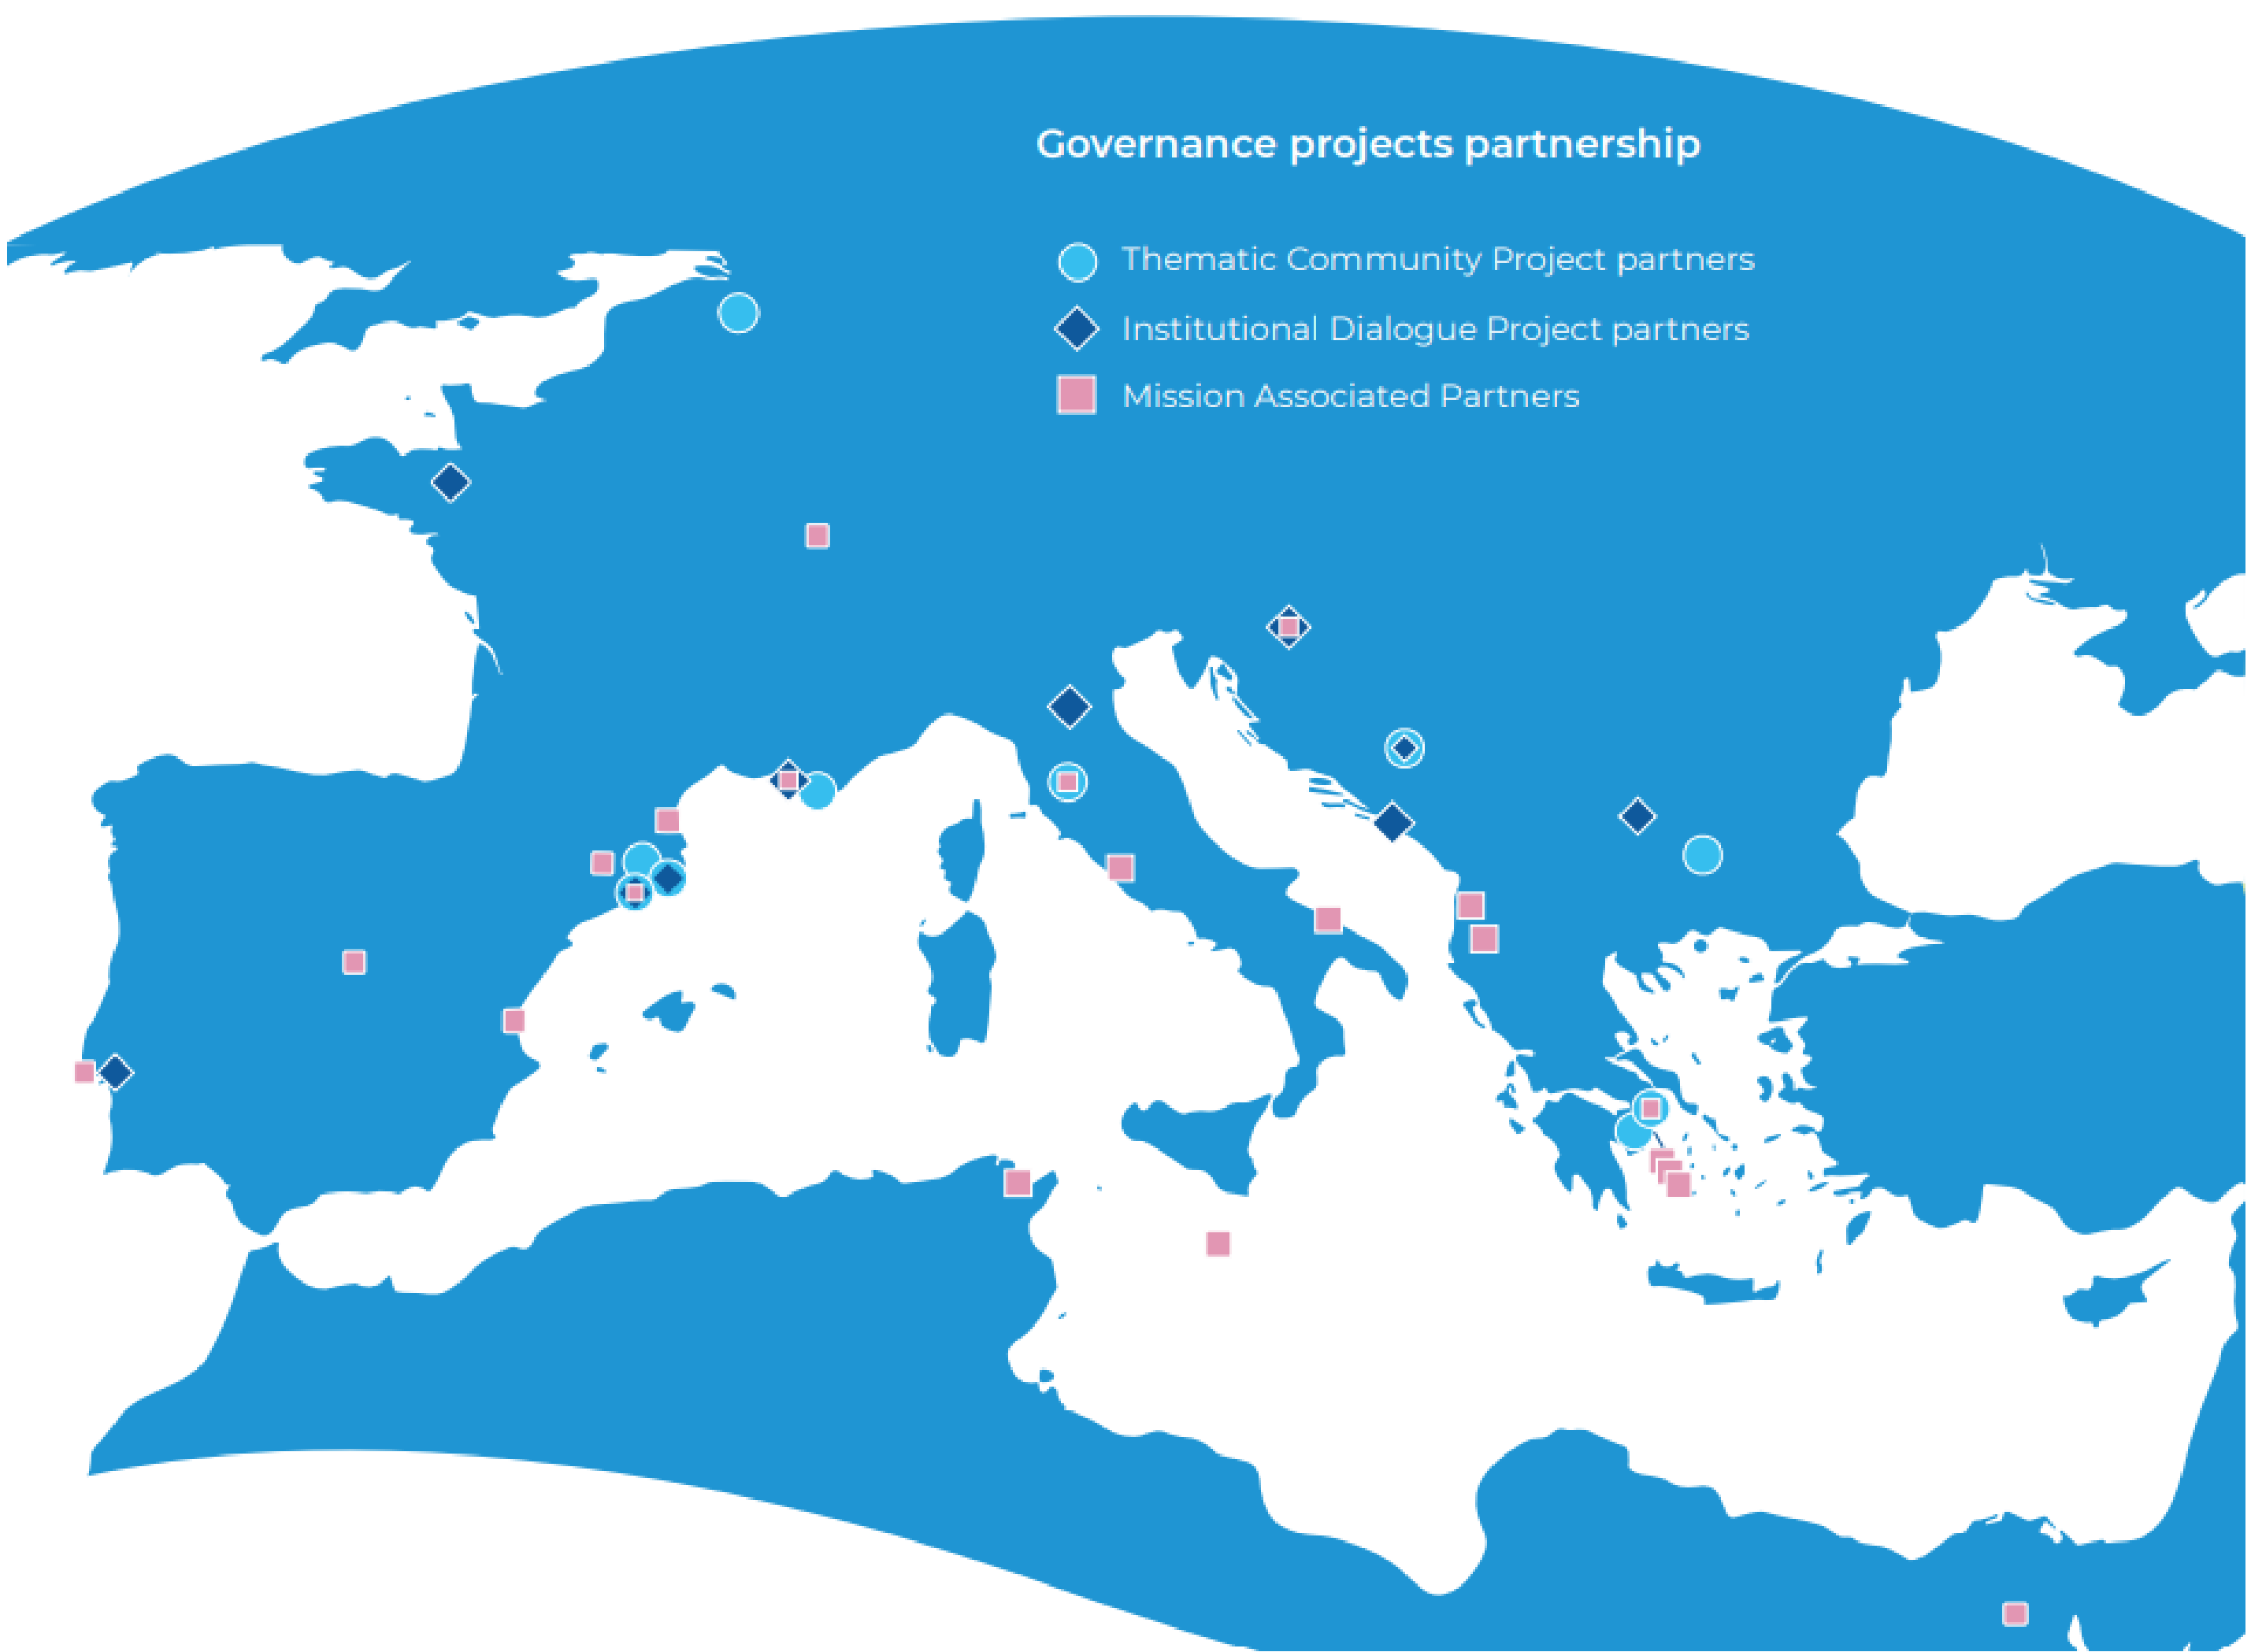 Governance projects partnership
Thematic Community Project partners
Institutional Dialogue Project partners
Mission Associated Partners